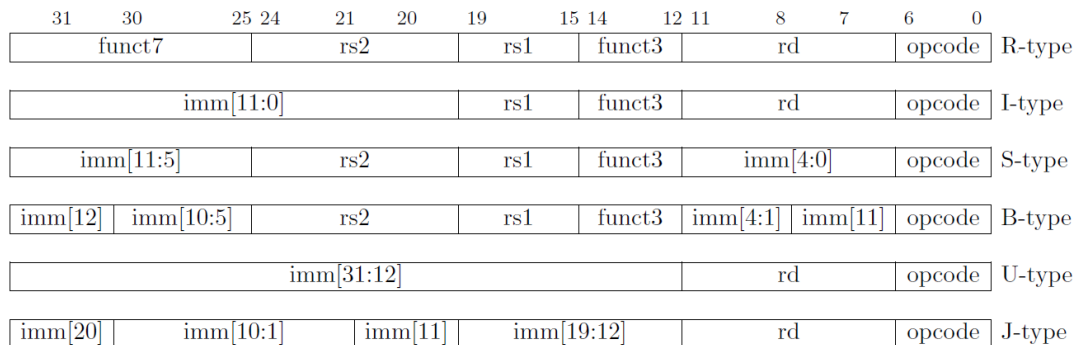 31 30 25 24 21 20 19 15 14 12 11 8 7 6 0
funct7 rs2 rs1 funct3 rd opcode R-type
imm[11:0] rs1 funct3 rd opcode I-type
imm[11:5] rs2 rs1 funct3 imm[4:0] opcode S-type
imm[12] imm[10:5] rs2 rs1 funct3 imm[4:1] imm[11] opcode B-type
imm[31:12] rd opcode U-type
imm[20] imm[10:1] imm[11] imm[19:12] rd opcode J-type